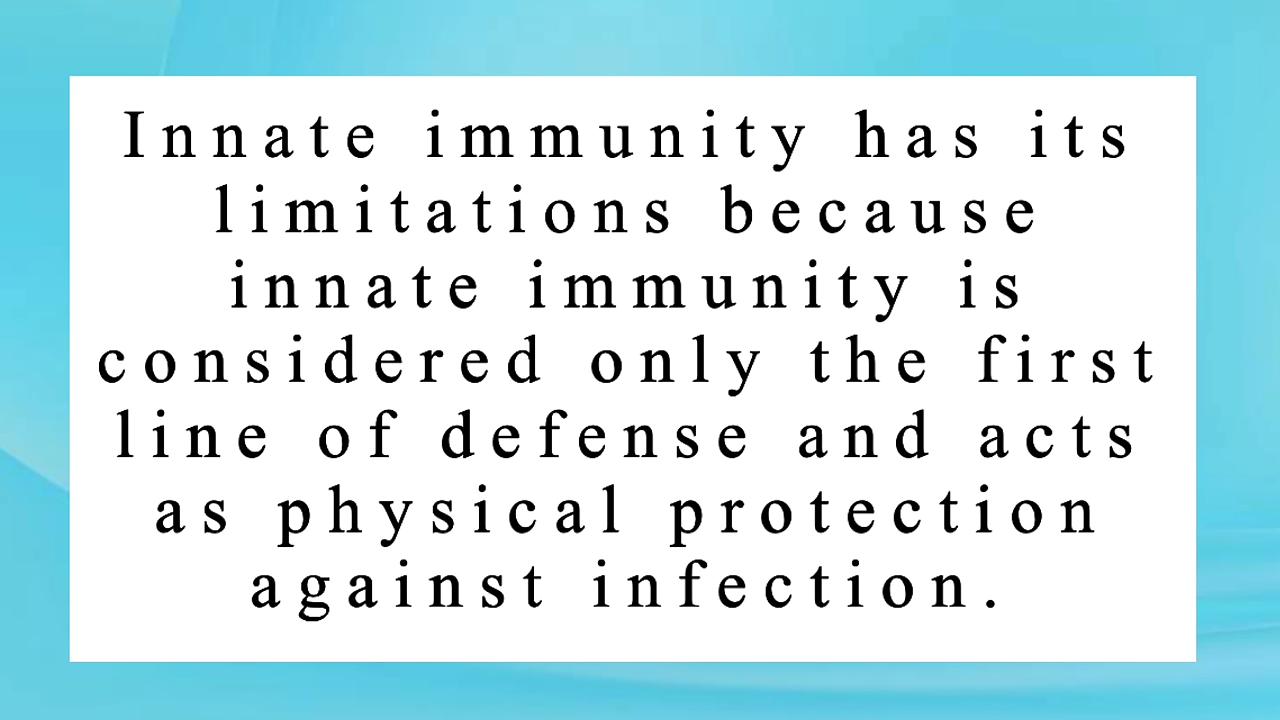 Innate immunity has its
limitations because
innate immunity is
considered only the first
line of defense and acts
as physical protection
against infection.